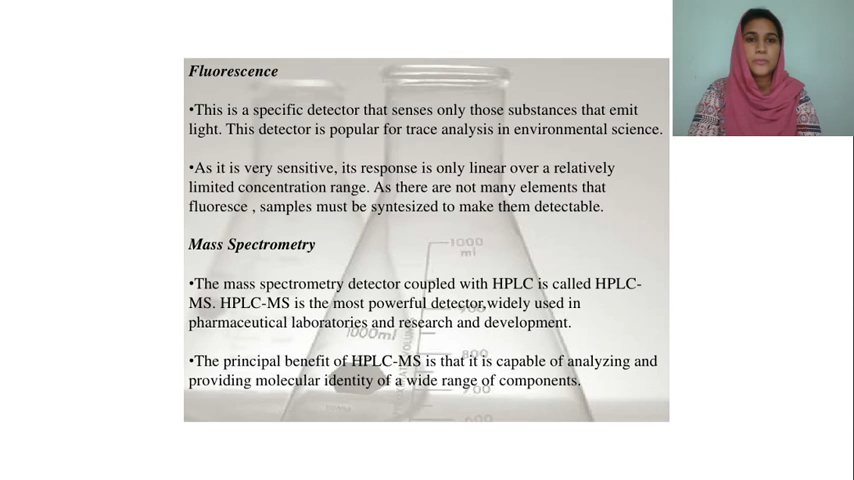 Fluorescence
•This is a specific detector that senses only those substances that emit
light. This detector is popular for trace analysis in environmental science.
•As it is very sensitive, its response is only linear over a relatively
limited concentration range. As there are not many elements that
fluoresce , samples must be syntesized to make them detectable.
Mass Spectrometry
•The mass spectrometry detector coupled with HPLC is called HPLC-
MS. HPLC-MS is the most powerful detector,widely used in
pharmaceutical laboratories and research and development.
•The principal benefit of HPLC-MS is that it is capable of analyzing and
providing molecular identity of a wide range of components.
1000
ml
1000ml
800
600